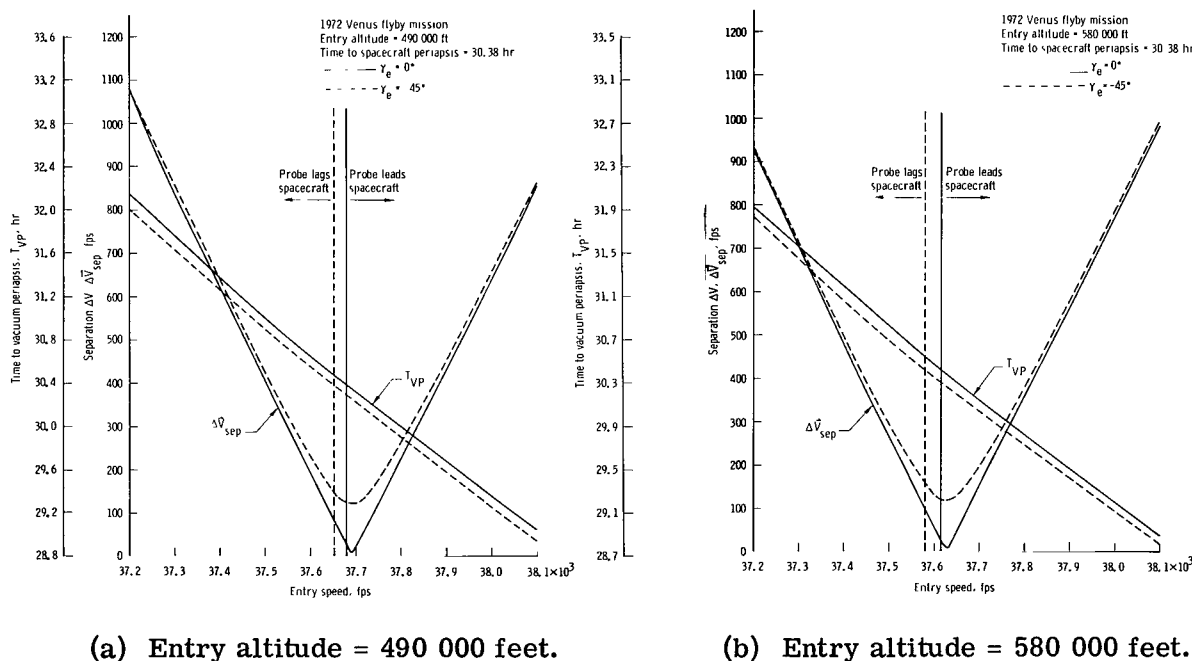 1972 Venus flyby mission
Entry altitude = 490 000 ft
Time to spacecraft periapsis = 30.38 hr
γe = 0°
γe = 45°
Time to vacuum periapsis, TVP, hr
33.6
33.2
32.8
32.4
32.0
31.6
31.2
30.8
30.4
30.0
29.6
29.2
28.8
Separation ΔV ΔV̄sep fps
1200
1100
1000
900
800
700
600
500
400
300
200
100
0
Probe lags
spacecraft
Probe leads
spacecraft
TVP
ΔV̄sep
37.2 37.3 37.4 37.5 37.6 37.7 37.8 37.9 38.0 38.1×10³
Entry speed, fps
(a) Entry altitude = 490 000 feet.
1972 Venus flyby mission
Entry altitude = 580 000 ft
Time to spacecraft periapsis = 30 38 hr
γe = 0°
γe = -45°
Time to vacuum periapsis, TVP, hr
33.5
33.1
32.7
32.3
31.9
31.5
31.1
30.7
30.3
29.9
29.5
29.1
28.7
Separation ΔV, ΔV̄sep, fps
1200
1100
1000
900
800
700
600
500
400
300
200
100
0
Probe lags
spacecraft
Probe leads
spacecraft
TVP
ΔV̄sep
37.2 37.3 37.4 37.5 37.6 37.7 37.8 37.9 38.0 38.1×10³
Entry speed, fps
(b) Entry altitude = 580 000 feet.